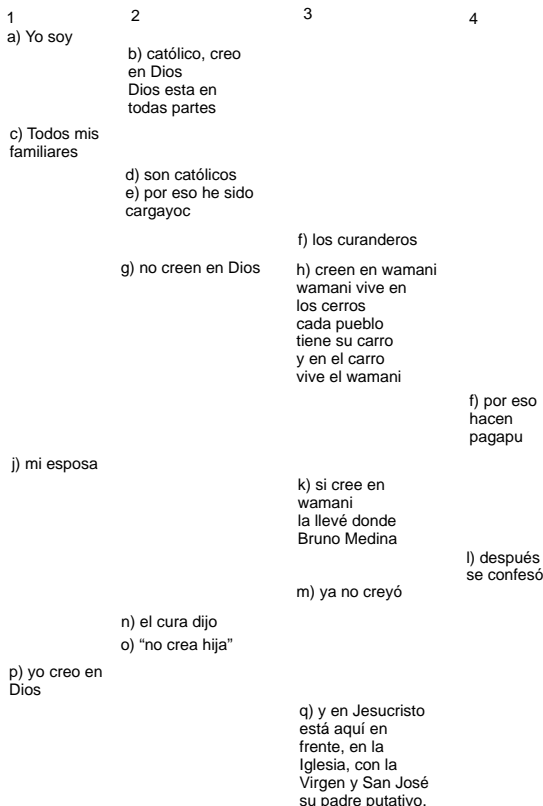 1 2 3 4
a) Yo soy
b) católico, creo
en Dios
Dios esta en
todas partes
c) Todos mis
familiares
d) son católicos
e) por eso he sido
cargayoc
f) los curanderos
g) no creen en Dios
h) creen en wamani
wamani vive en
los cerros
cada pueblo
tiene su carro
y en el carro
vive el wamani
f) por eso
hacen
pagapu
j) mi esposa
k) si cree en
wamani
la llevé donde
Bruno Medina
l) después
se confesó
m) ya no creyó
n) el cura dijo
o) “no crea hija”
p) yo creo en
Dios
q) y en Jesucristo
está aquí en
frente, en la
Iglesia, con la
Virgen y San José
su padre putativo.